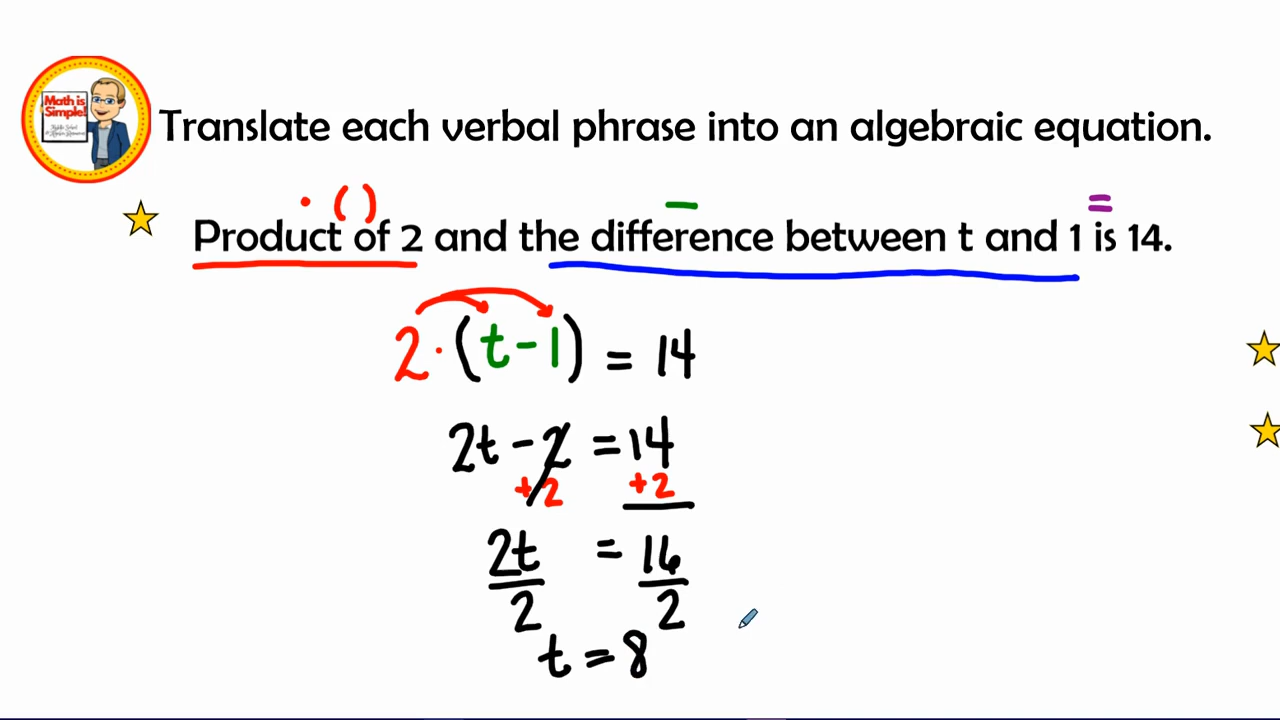 Math is
Simple!
Translate each verbal phrase into an algebraic equation.
· ( ) − =
Product of 2 and the difference between t and 1 is 14.
2 · (t − 1) = 14
2t − 2 = 14
+2 +2
2t = 16
2 2
t = 8